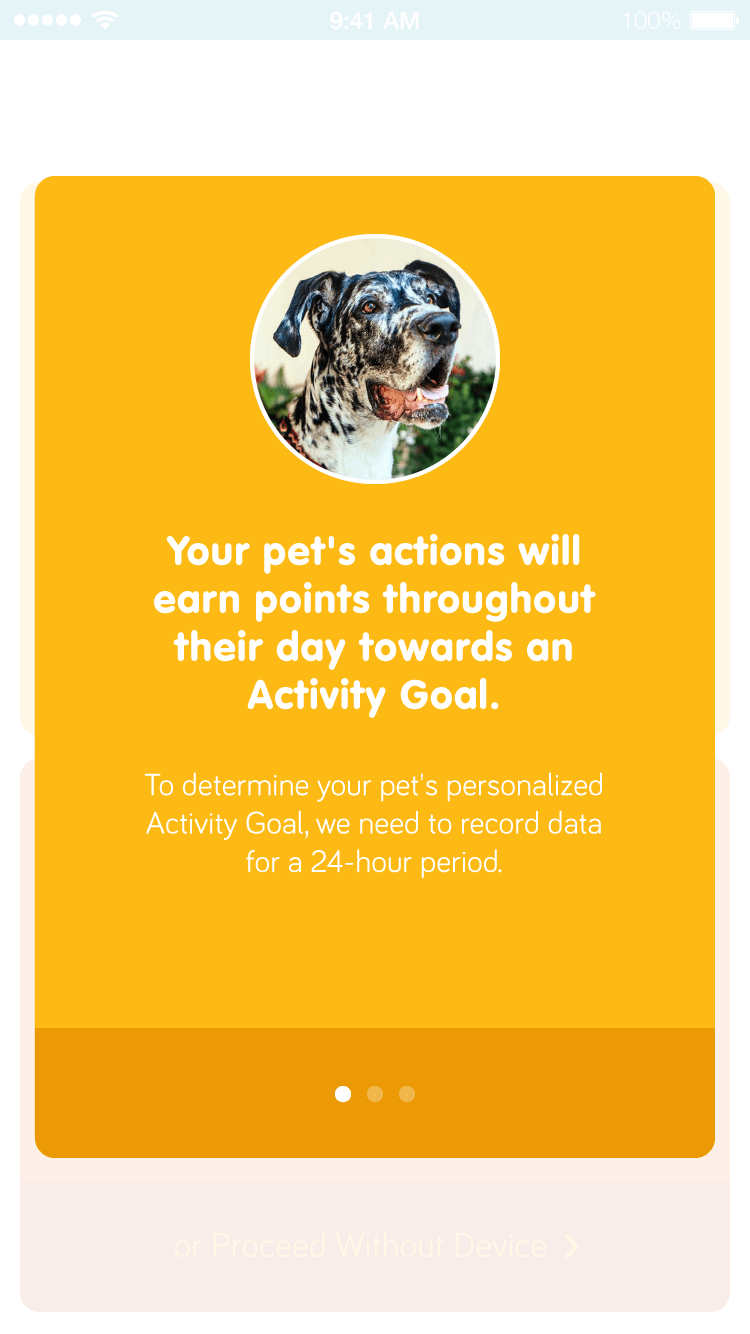 9:41 AM
100%
Your pet's actions will
earn points throughout
their day towards an
Activity Goal.
To determine your pet's personalized
Activity Goal, we need to record data
for a 24-hour period.
or Proceed Without Device